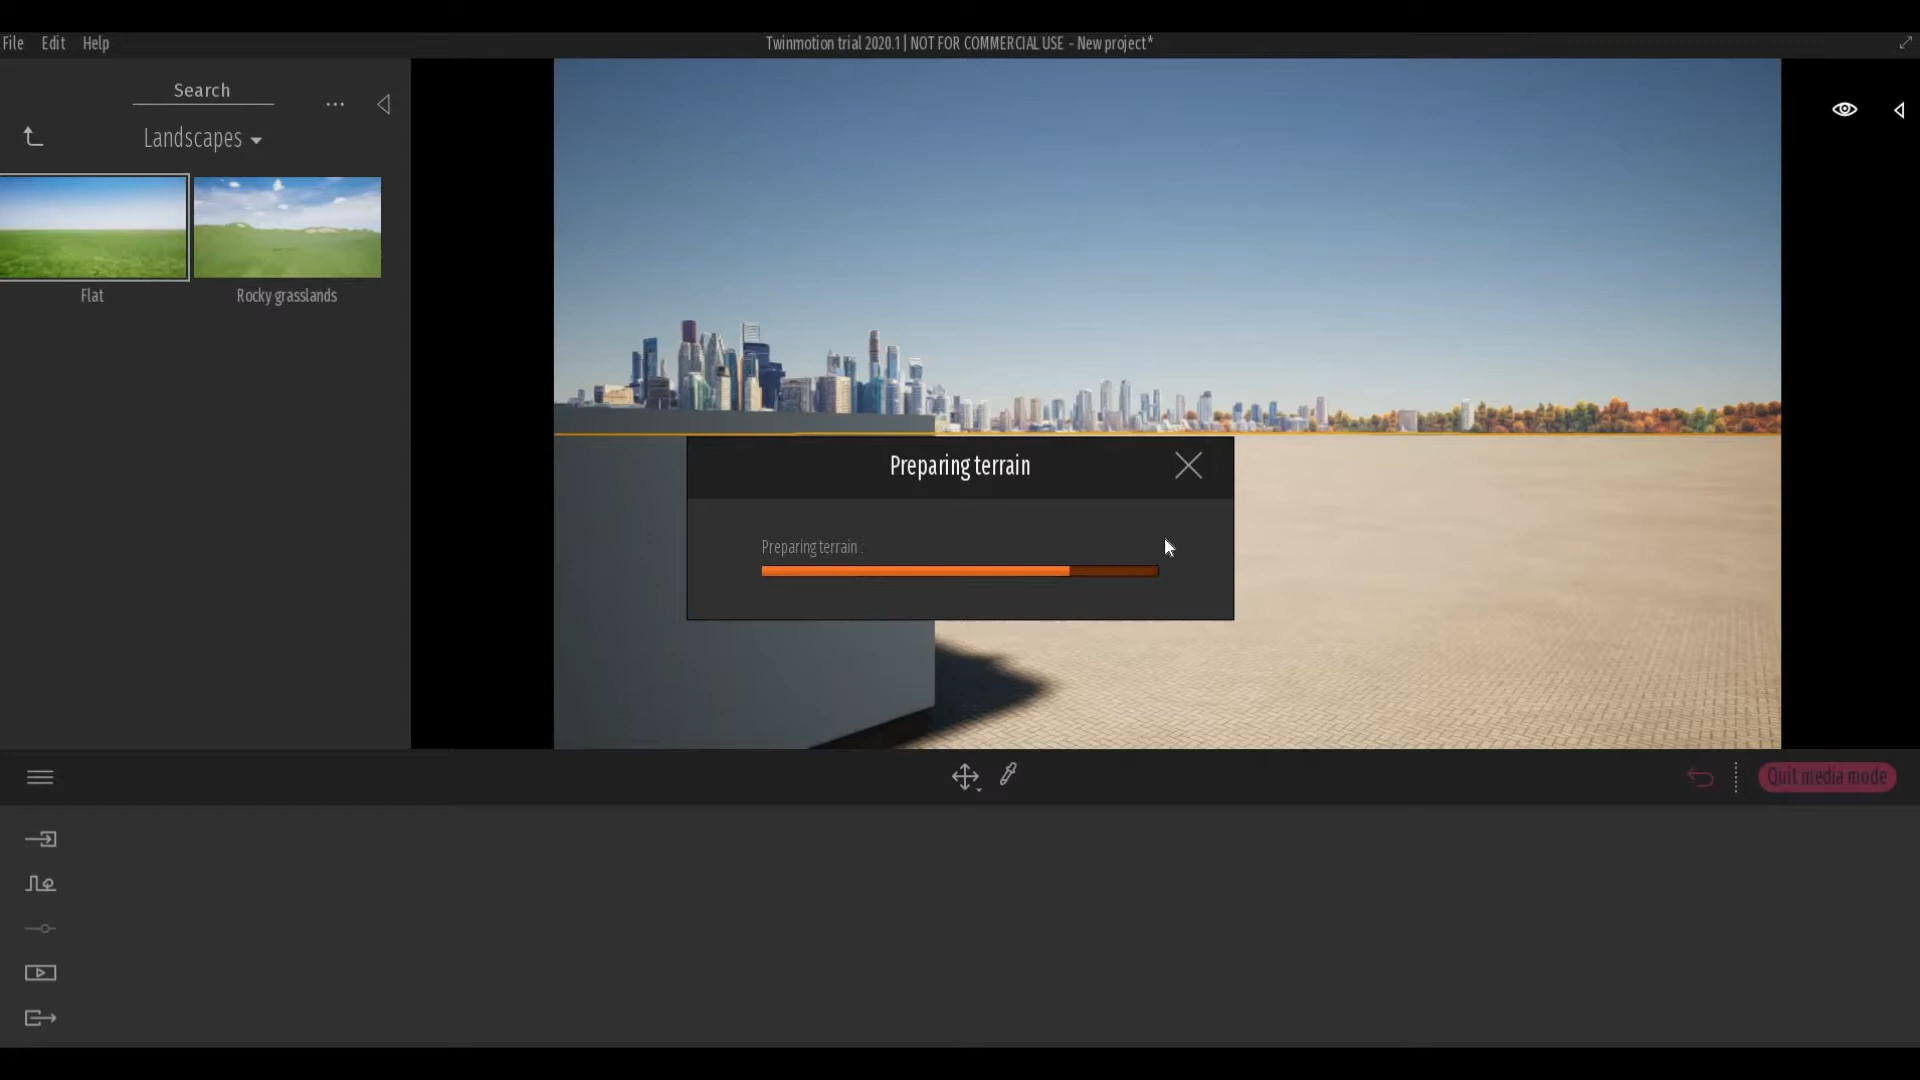 File Edit Help
Twinmotion trial 2020.1 | NOT FOR COMMERCIAL USE - New project*
Search
...
Landscapes
Flat
Rocky grasslands
Preparing terrain
Preparing terrain :
Quit media mode